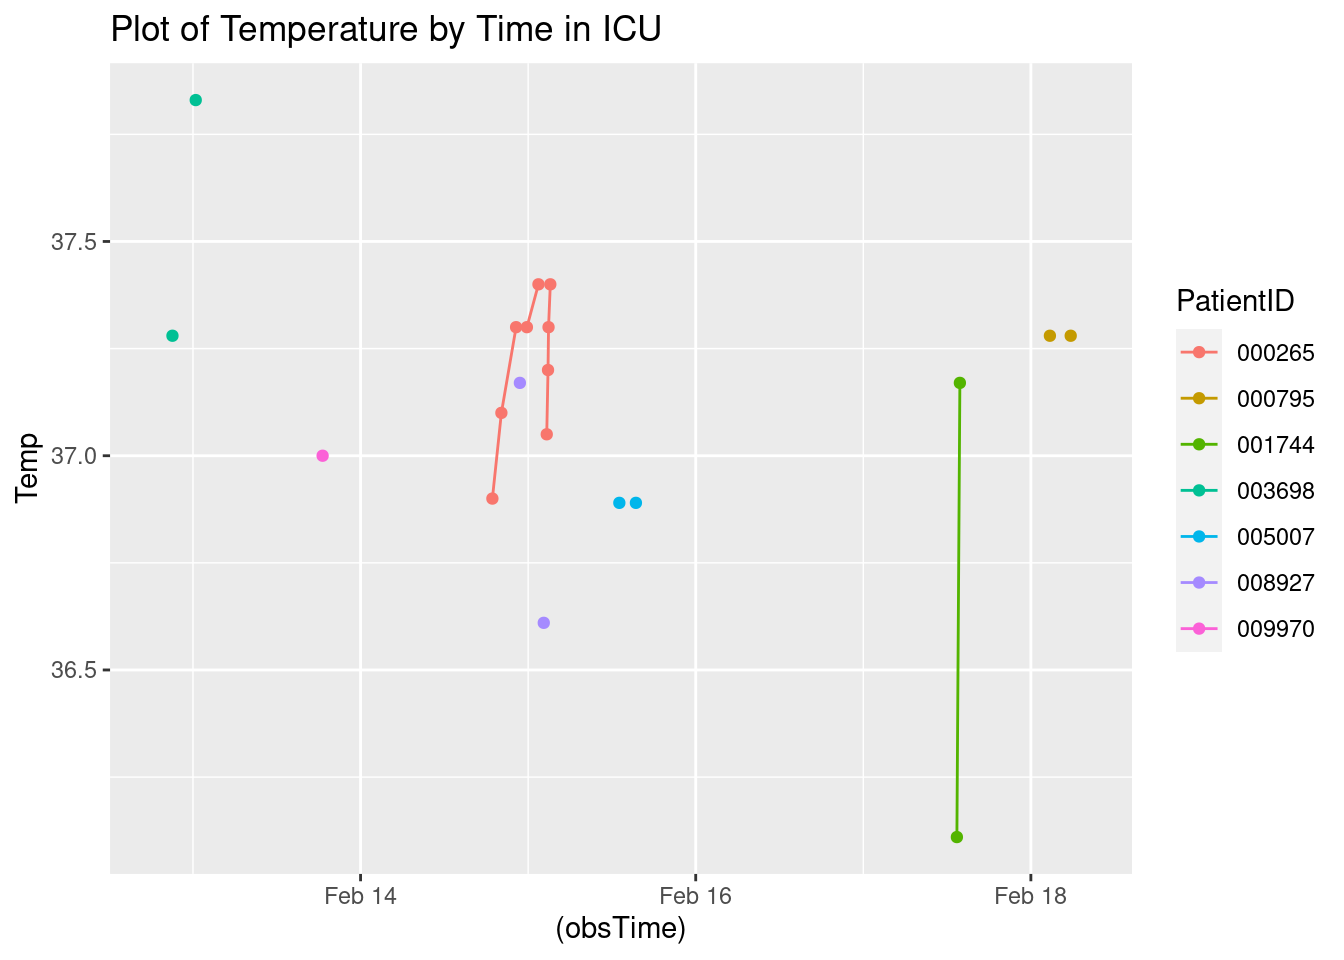 Plot of Temperature by Time in ICU
37.5
37.0
36.5
Temp
Feb 14
Feb 16
Feb 18
(obsTime)
PatientID
000265
000795
001744
003698
005007
008927
009970